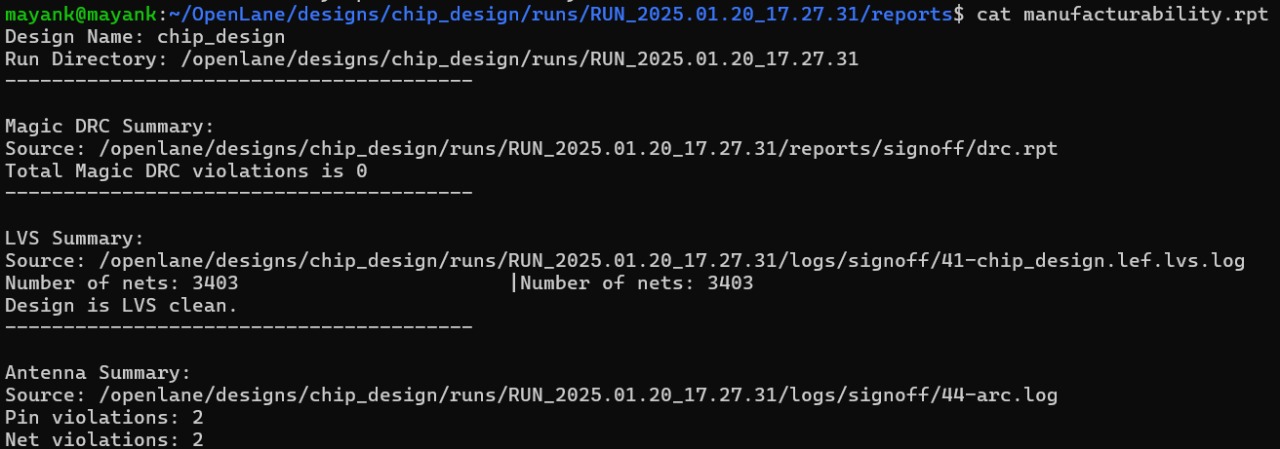 mayank@mayank:~/OpenLane/designs/chip_design/runs/RUN_2025.01.20_17.27.31/reports$ cat manufacturability.rpt
Design Name: chip_design
Run Directory: /openlane/designs/chip_design/runs/RUN_2025.01.20_17.27.31
----------------------------------------

Magic DRC Summary:
Source: /openlane/designs/chip_design/runs/RUN_2025.01.20_17.27.31/reports/signoff/drc.rpt
Total Magic DRC violations is 0
----------------------------------------

LVS Summary:
Source: /openlane/designs/chip_design/runs/RUN_2025.01.20_17.27.31/logs/signoff/41-chip_design.lef.lvs.log
Number of nets: 3403                       |Number of nets: 3403
Design is LVS clean.
----------------------------------------

Antenna Summary:
Source: /openlane/designs/chip_design/runs/RUN_2025.01.20_17.27.31/logs/signoff/44-arc.log
Pin violations: 2
Net violations: 2